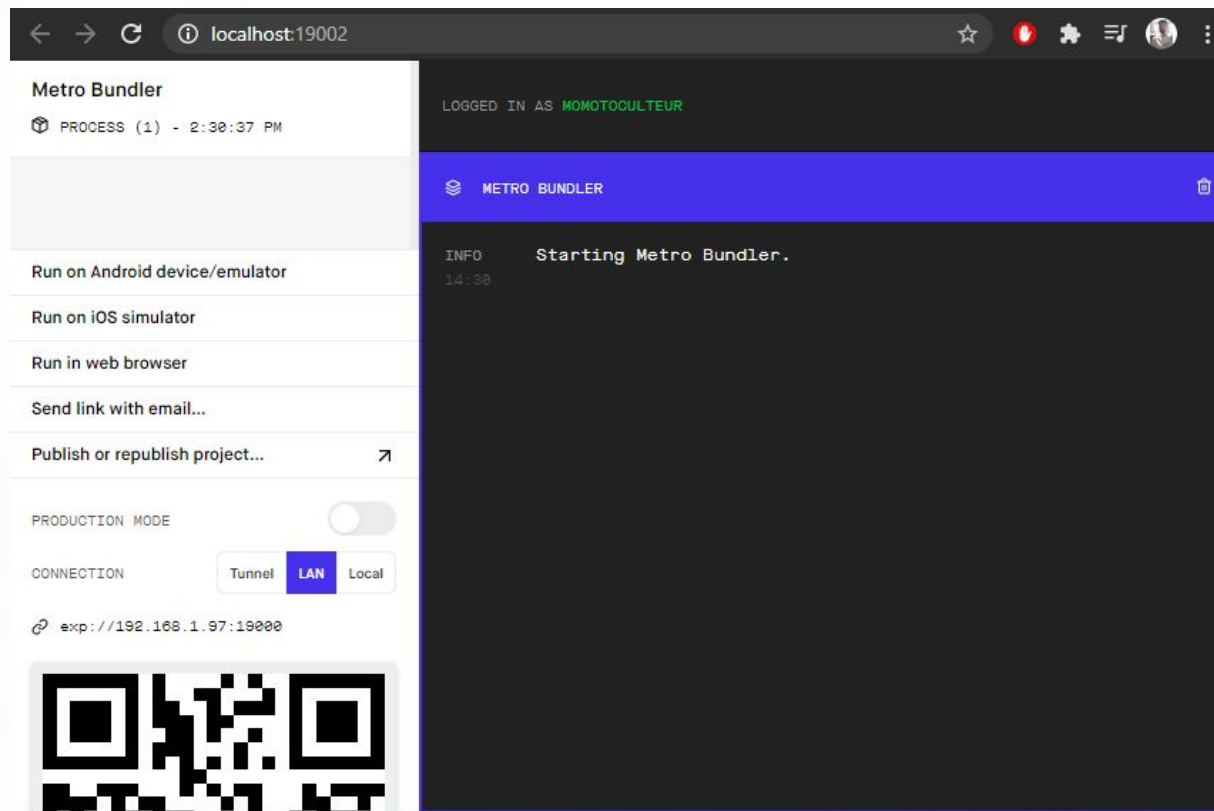 localhost:19002
Metro Bundler
PROCESS (1) - 2:30:37 PM
Run on Android device/emulator
Run on iOS simulator
Run in web browser
Send link with email...
Publish or republish project...
PRODUCTION MODE
CONNECTION Tunnel LAN Local
exp://192.168.1.97:19000
LOGGED IN AS MOMOTOCULTEUR
METRO BUNDLER
INFO Starting Metro Bundler.
14:30